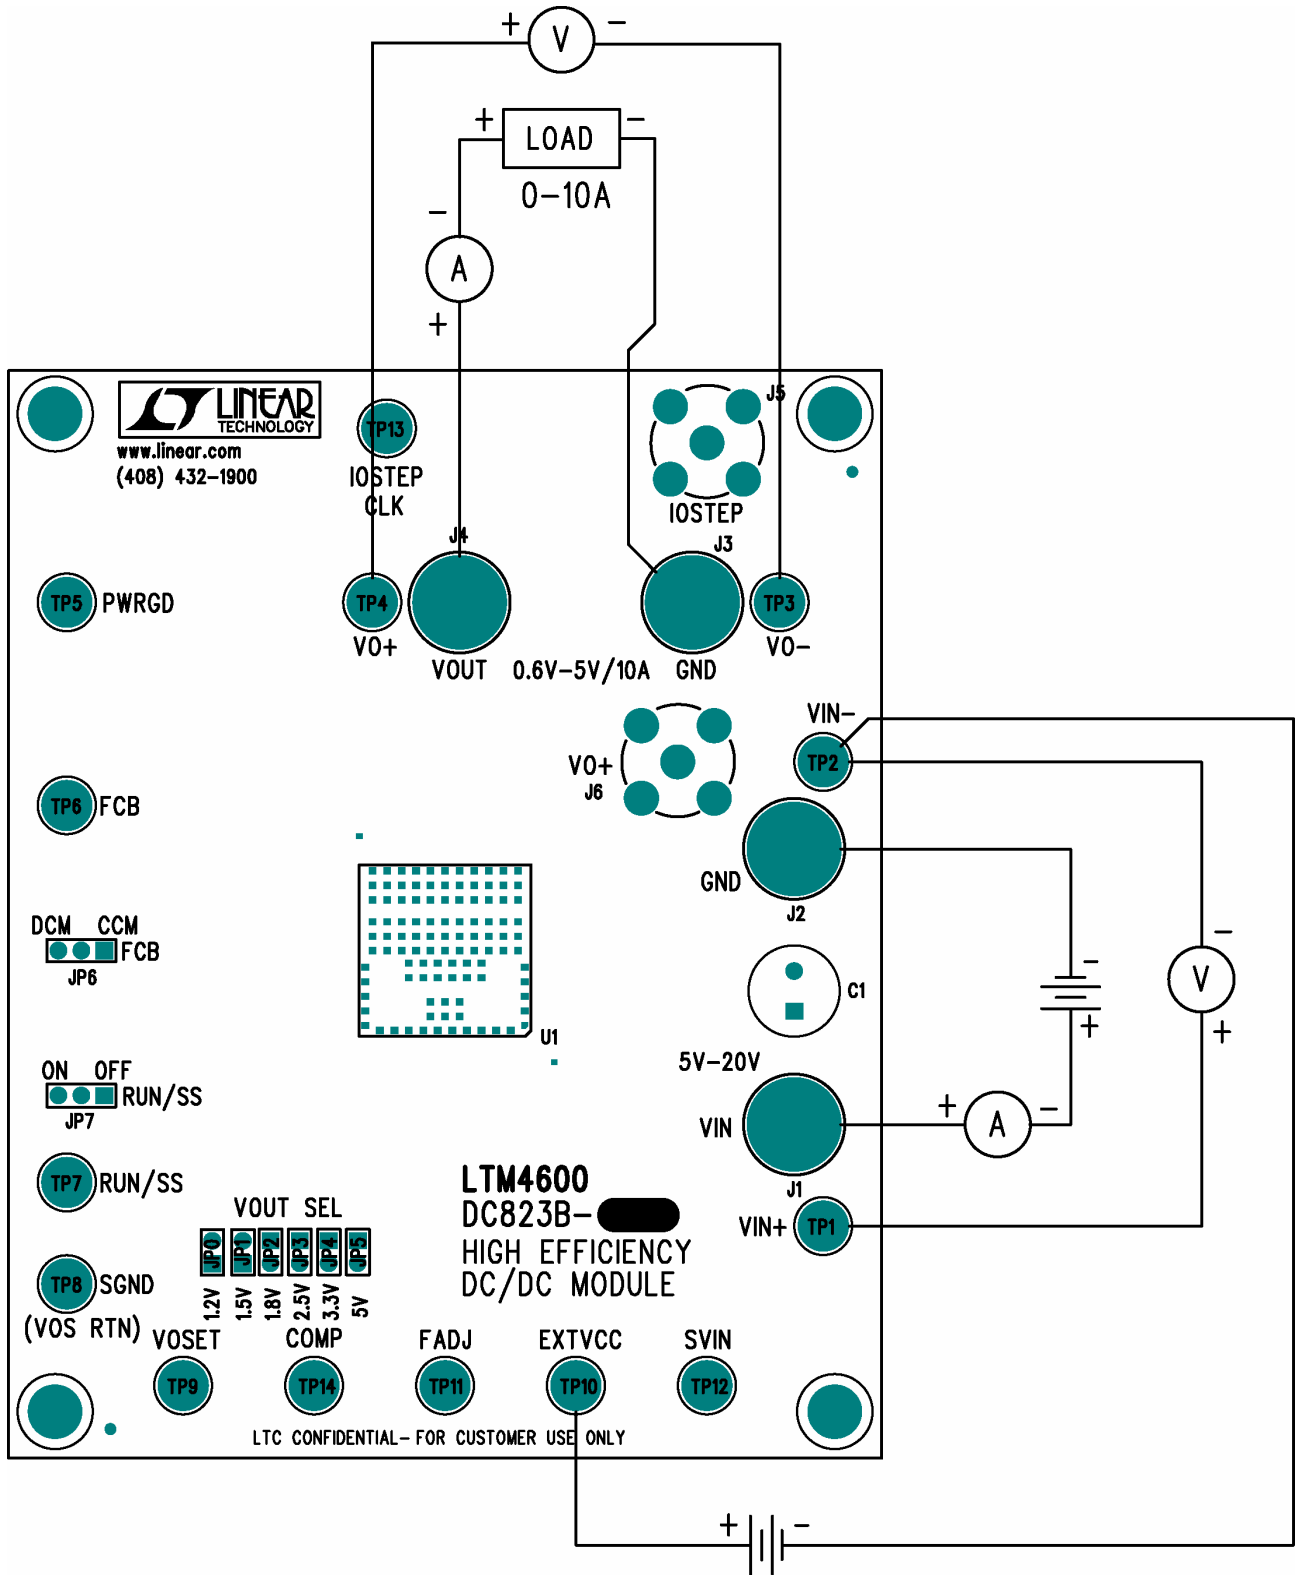 + V -
+ LOAD -
0-10A
-
A
+
LINEAR
TECHNOLOGY
www.linear.com
(408) 432-1900
TP13
IOSTEP
CLK
J5
IOSTEP
J4
J3
TP5 PWRGD
TP4
VO+
VOUT
0.6V-5V/10A
GND
TP3
VO-
VIN-
TP2
VO+
J6
TP6 FCB
GND
J2
DCM CCM
FCB
JP6
C1
-
+
-
V
+
U1
5V-20V
ON OFF
RUN/SS
JP7
VIN
+ A -
J1
TP7 RUN/SS
VIN+ TP1
LTM4600
DC823B-
HIGH EFFICIENCY
DC/DC MODULE
VOUT SEL
JP0 JP1 JP2 JP3 JP4 JP5
1.2V 1.5V 1.8V 2.5V 3.3V 5V
TP8 SGND
(VOS RTN)
VOSET COMP FADJ EXTVCC SVIN
TP9 TP14 TP11 TP10 TP12
LTC CONFIDENTIAL-FOR CUSTOMER USE ONLY
+ -